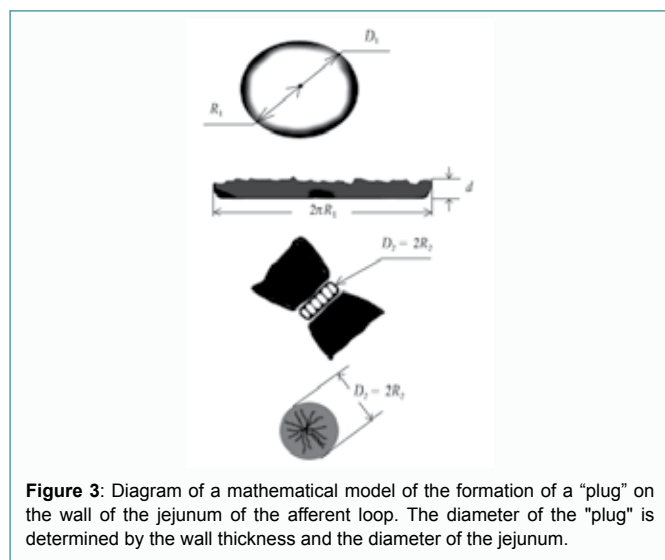 D₁
R₁
d
2πR₁
D₂ = 2R₂
D₂ = 2R₂
Figure 3: Diagram of a mathematical model of the formation of a “plug” on
the wall of the jejunum of the afferent loop. The diameter of the "plug" is
determined by the wall thickness and the diameter of the jejunum.